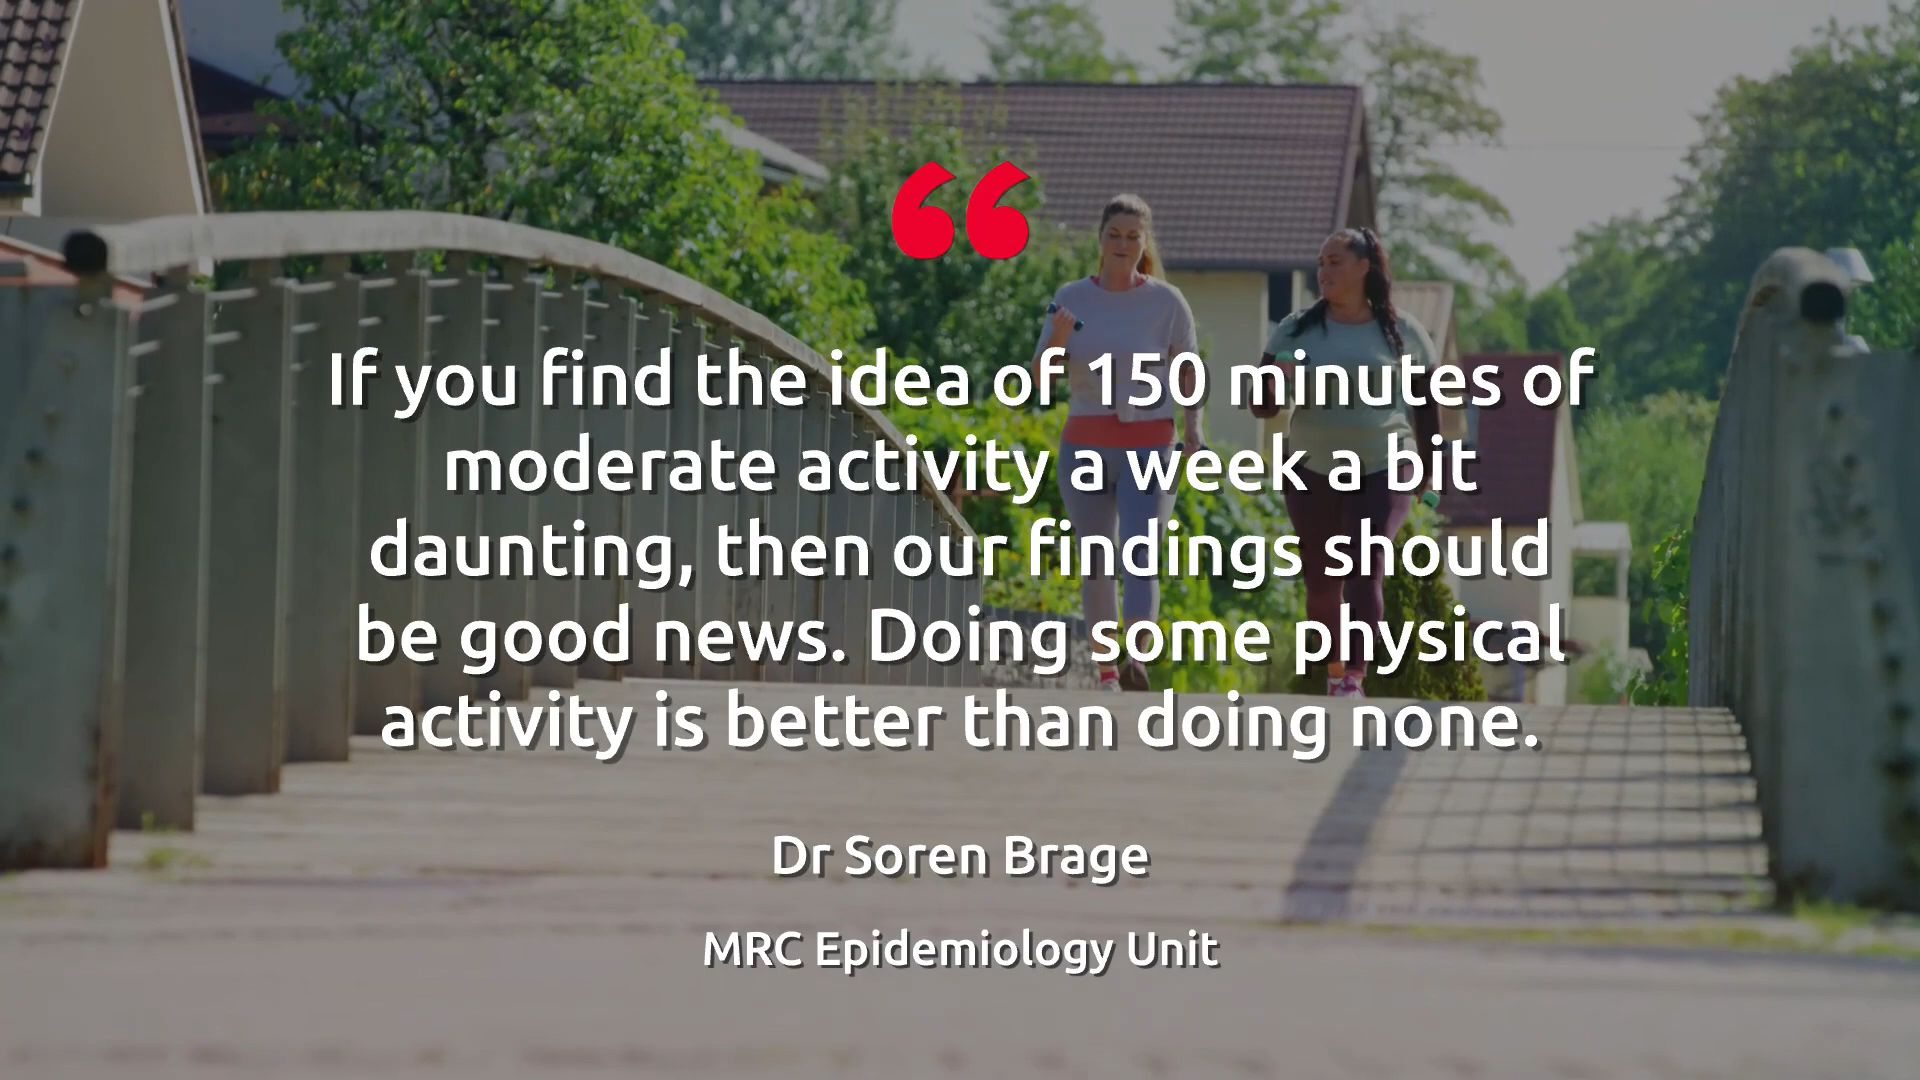 “
If you find the idea of 150 minutes of
moderate activity a week a bit
daunting, then our findings should
be good news. Doing some physical
activity is better than doing none.
Dr Soren Brage
MRC Epidemiology Unit